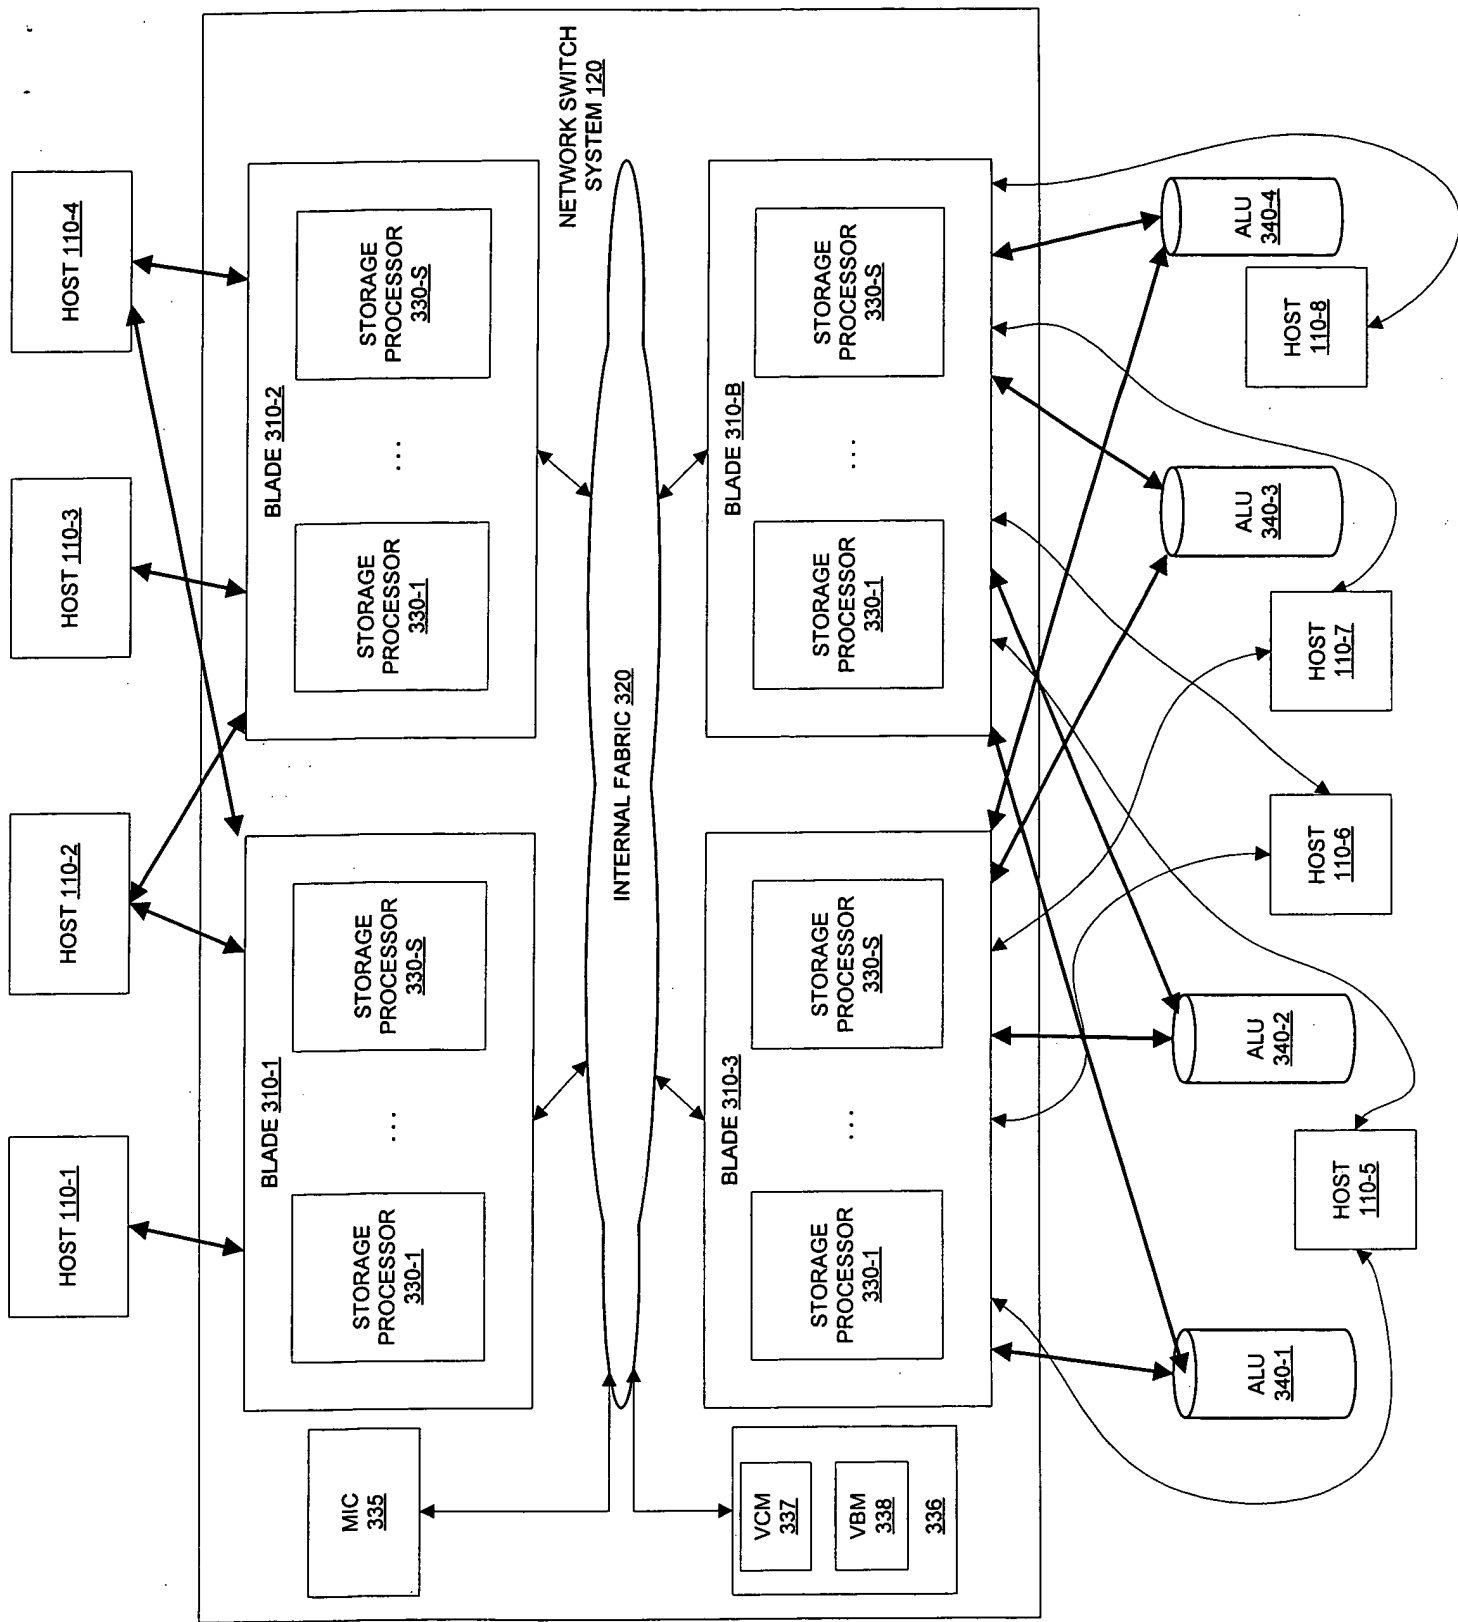 HOST 110-1
HOST 110-2
HOST 110-3
HOST 110-4
NETWORK SWITCH
SYSTEM 120
MIC
335
BLADE 310-1
STORAGE
PROCESSOR
330-1
...
STORAGE
PROCESSOR
330-S
BLADE 310-2
STORAGE
PROCESSOR
330-1
...
STORAGE
PROCESSOR
330-S
INTERNAL FABRIC 320
VCM
337
VBM
338
336
BLADE 310-3
STORAGE
PROCESSOR
330-1
...
STORAGE
PROCESSOR
330-S
BLADE 310-B
STORAGE
PROCESSOR
330-1
...
STORAGE
PROCESSOR
330-S
ALU
340-1
ALU
340-2
ALU
340-3
ALU
340-4
HOST
110-5
HOST
110-6
HOST
110-7
HOST
110-8